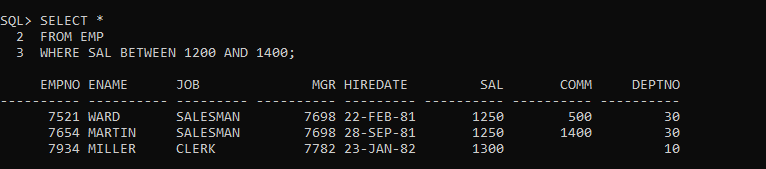 SQL> SELECT *
  2  FROM EMP
  3  WHERE SAL BETWEEN 1200 AND 1400;
     EMPNO ENAME      JOB              MGR HIREDATE         SAL       COMM     DEPTNO
---------- ---------- --------- ---------- --------- ---------- ---------- ----------
      7521 WARD       SALESMAN        7698 22-FEB-81       1250        500         30
      7654 MARTIN     SALESMAN        7698 28-SEP-81       1250       1400         30
      7934 MILLER     CLERK           7782 23-JAN-82       1300                    10